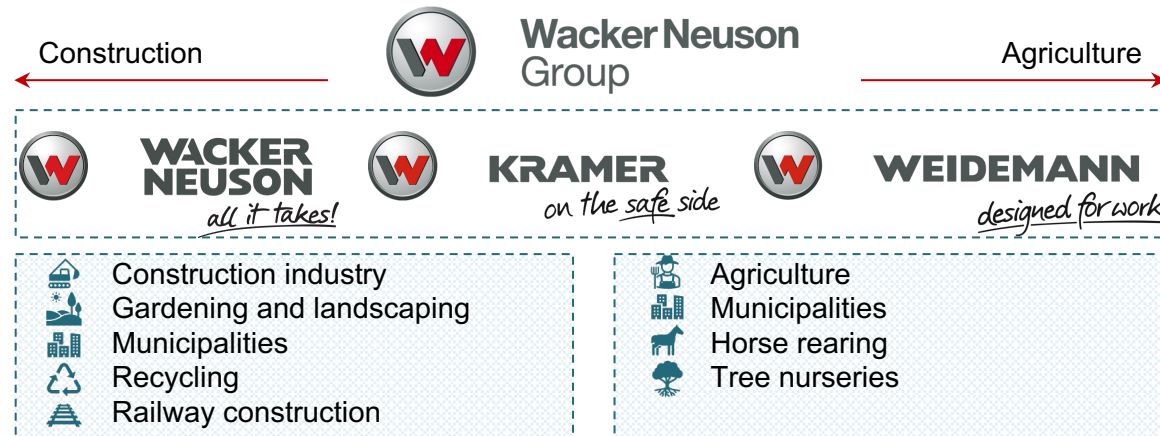 Construction
Wacker Neuson
Group
Agriculture
WACKER
NEUSON
all it takes!
KRAMER
on the safe side
WEIDEMANN
designed for work
Construction industry
Gardening and landscaping
Municipalities
Recycling
Railway construction
Agriculture
Municipalities
Horse rearing
Tree nurseries